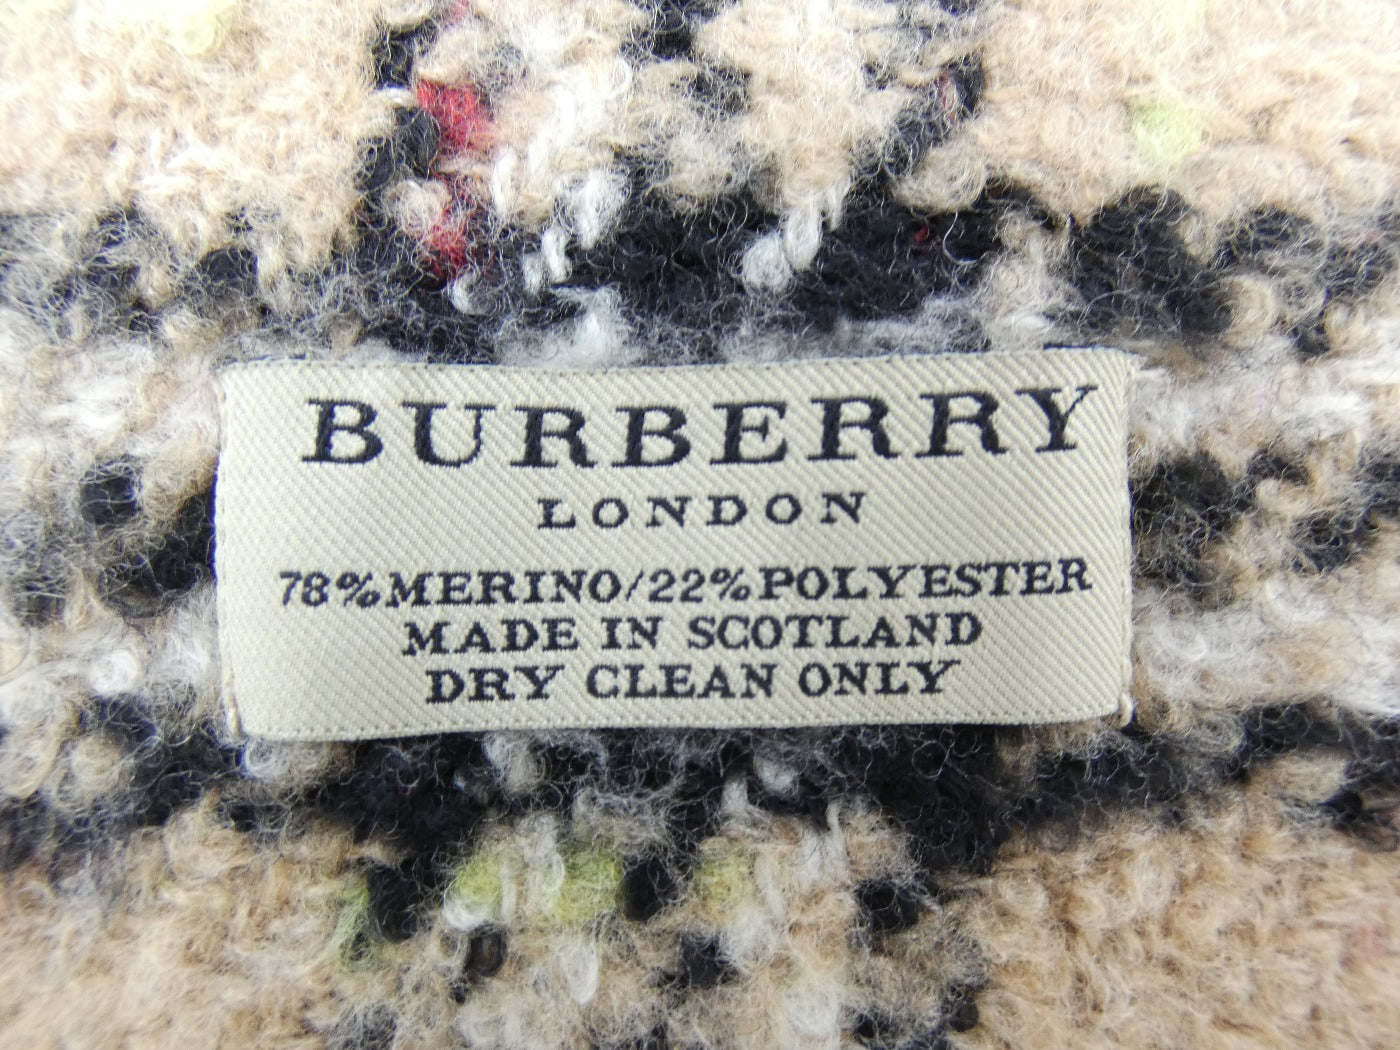 BURBERRY
LONDON
78%MERINO/22%POLYESTER
MADE IN SCOTLAND
DRY CLEAN ONLY